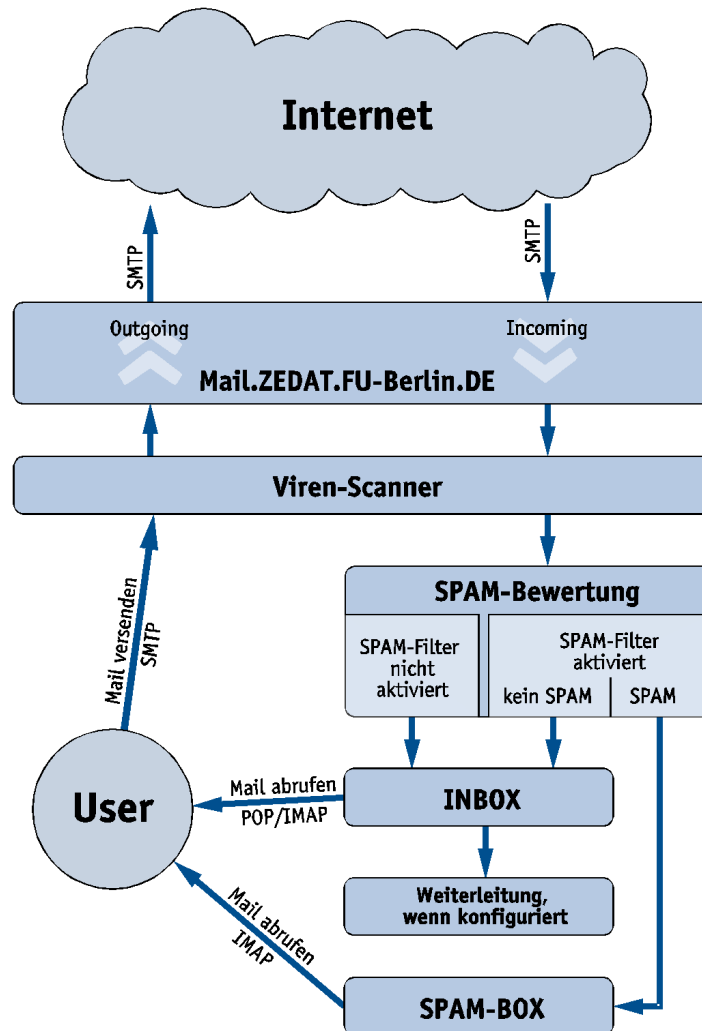 Internet
SMTP
SMTP
Outgoing
Incoming
Mail.ZEDAT.FU-Berlin.DE
Viren-Scanner
Mail versenden
SMTP
SPAM-Bewertung
SPAM-Filter
nicht
aktiviert
SPAM-Filter
aktiviert
kein SPAM
SPAM
User
Mail abrufen
POP/IMAP
INBOX
Weiterleitung,
wenn konfiguriert
Mail abrufen
IMAP
SPAM-BOX